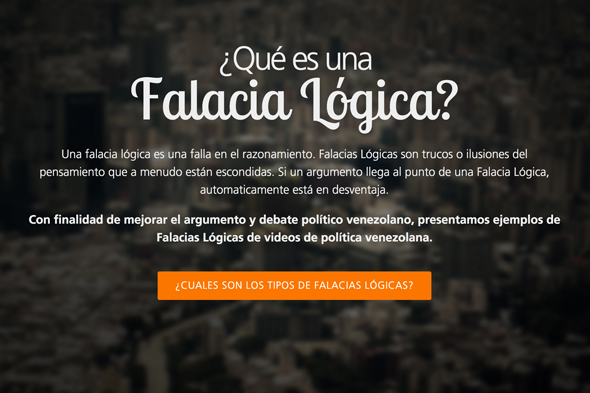 ¿Qué es una
Falacia Lógica?
Una falacia lógica es una falla en el razonamiento. Falacias Lógicas son trucos o ilusiones del
pensamiento que a menudo están escondidas. Si un argumento llega al punto de una Falacia Lógica,
automaticamente está en desventaja.
Con finalidad de mejorar el argumento y debate político venezolano, presentamos ejemplos de
Falacias Lógicas de videos de política venezolana.
¿CUALES SON LOS TIPOS DE FALACIAS LÓGICAS?